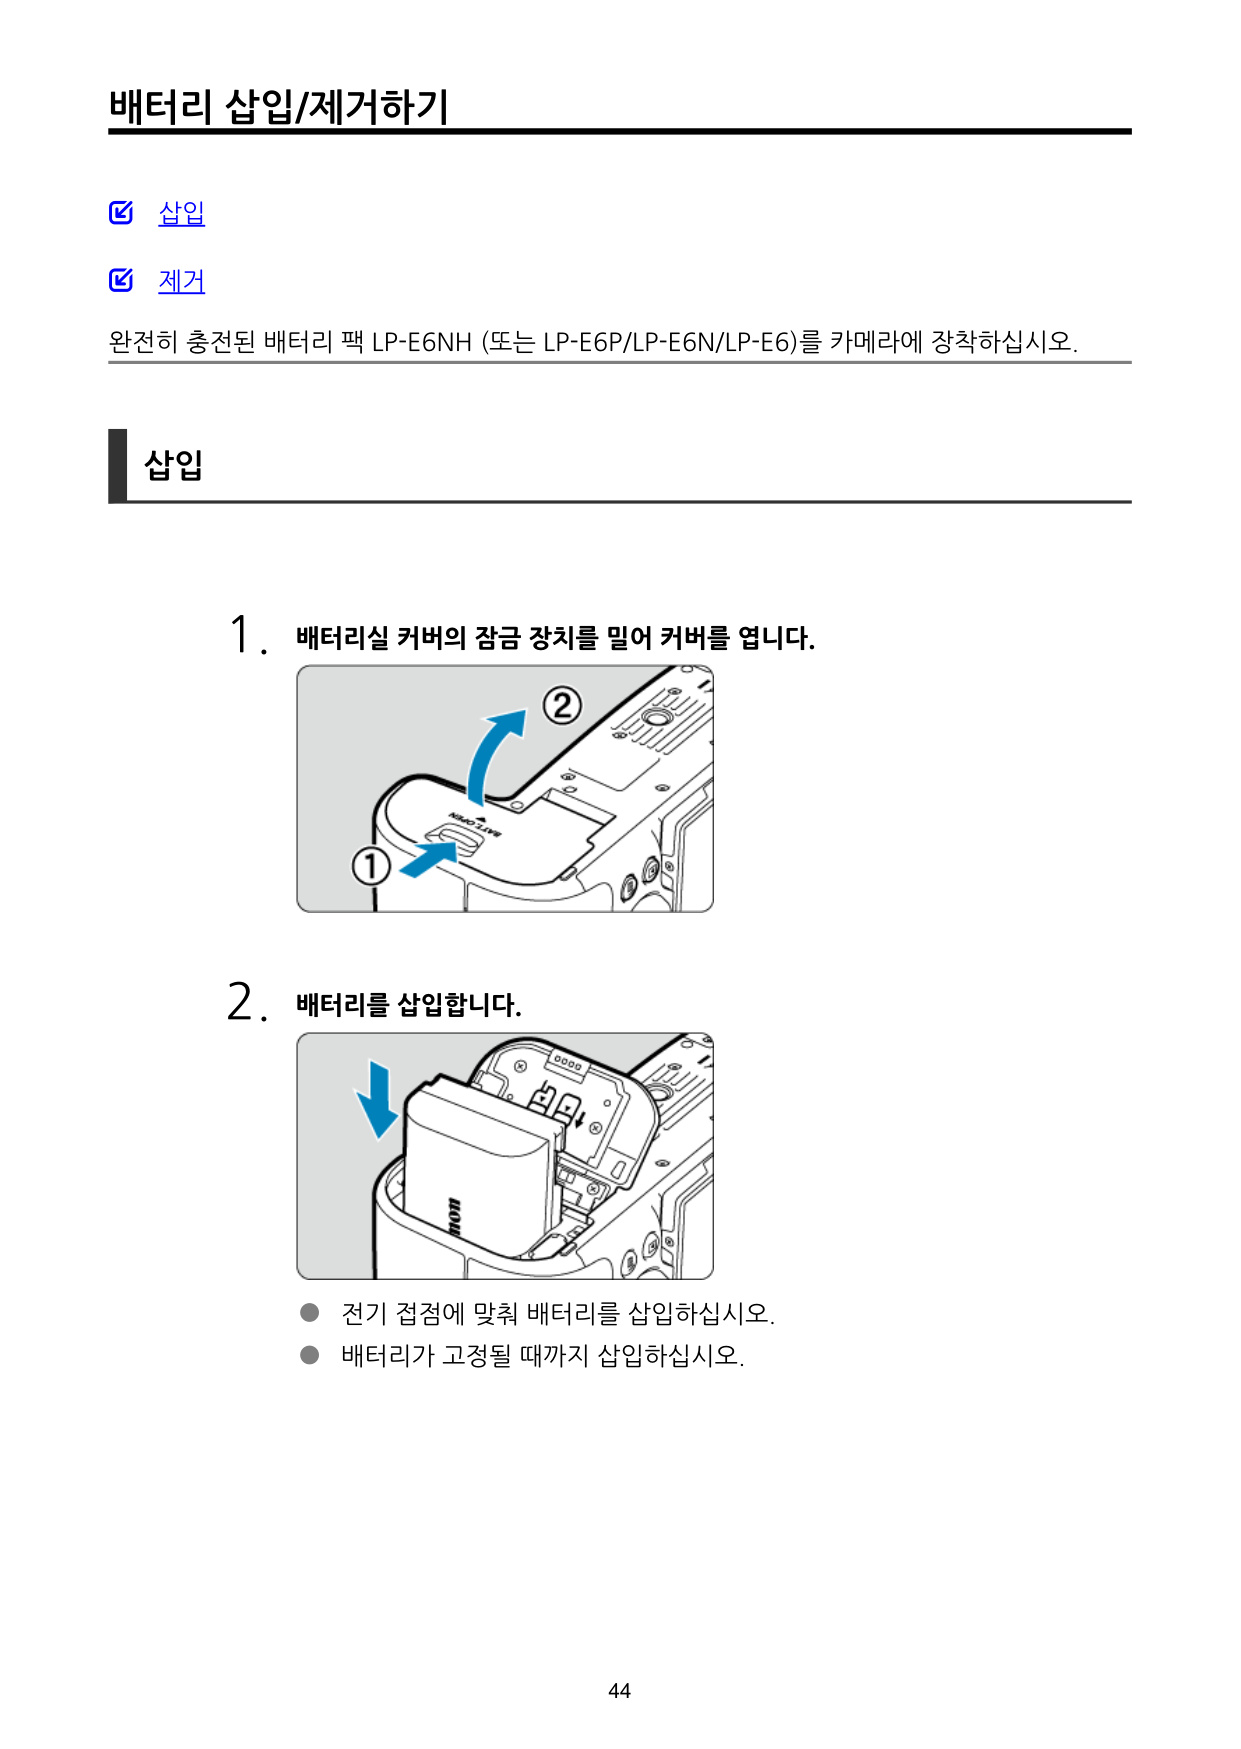 배터리 삽입/제거하기
삽입
제거
완전히 충전된 배터리 팩 LP-E6NH (또는 LP-E6P/LP-E6N/LP-E6)를 카메라에 장착하십시오.
삽입
1. 배터리실 커버의 잠금 장치를 밀어 커버를 엽니다.
②
BATT.OPEN
①
2. 배터리를 삽입합니다.
non
● 전기 접점에 맞춰 배터리를 삽입하십시오.
● 배터리가 고정될 때까지 삽입하십시오.
44